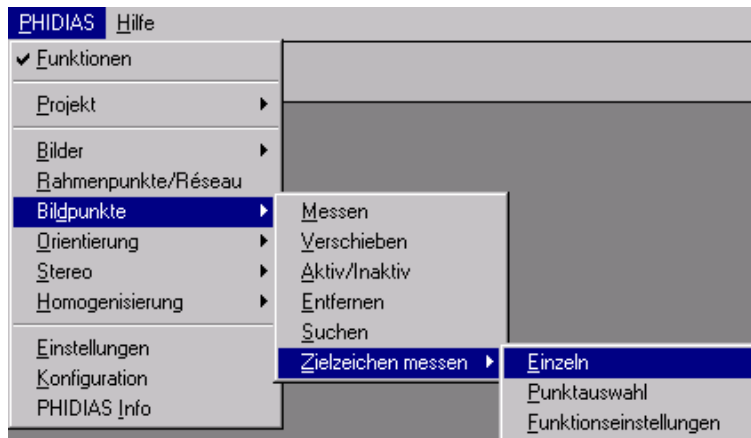 PHIDIAS Hilfe
Funktionen
Projekt
Bilder
Rahmenpunkte/Réseau
Bildpunkte
Orientierung
Stereo
Homogenisierung
Einstellungen
Konfiguration
PHIDIAS Info
Messen
Verschieben
Aktiv/Inaktiv
Entfernen
Suchen
Zielzeichen messen
Einzeln
Punktauswahl
Funktionseinstellungen